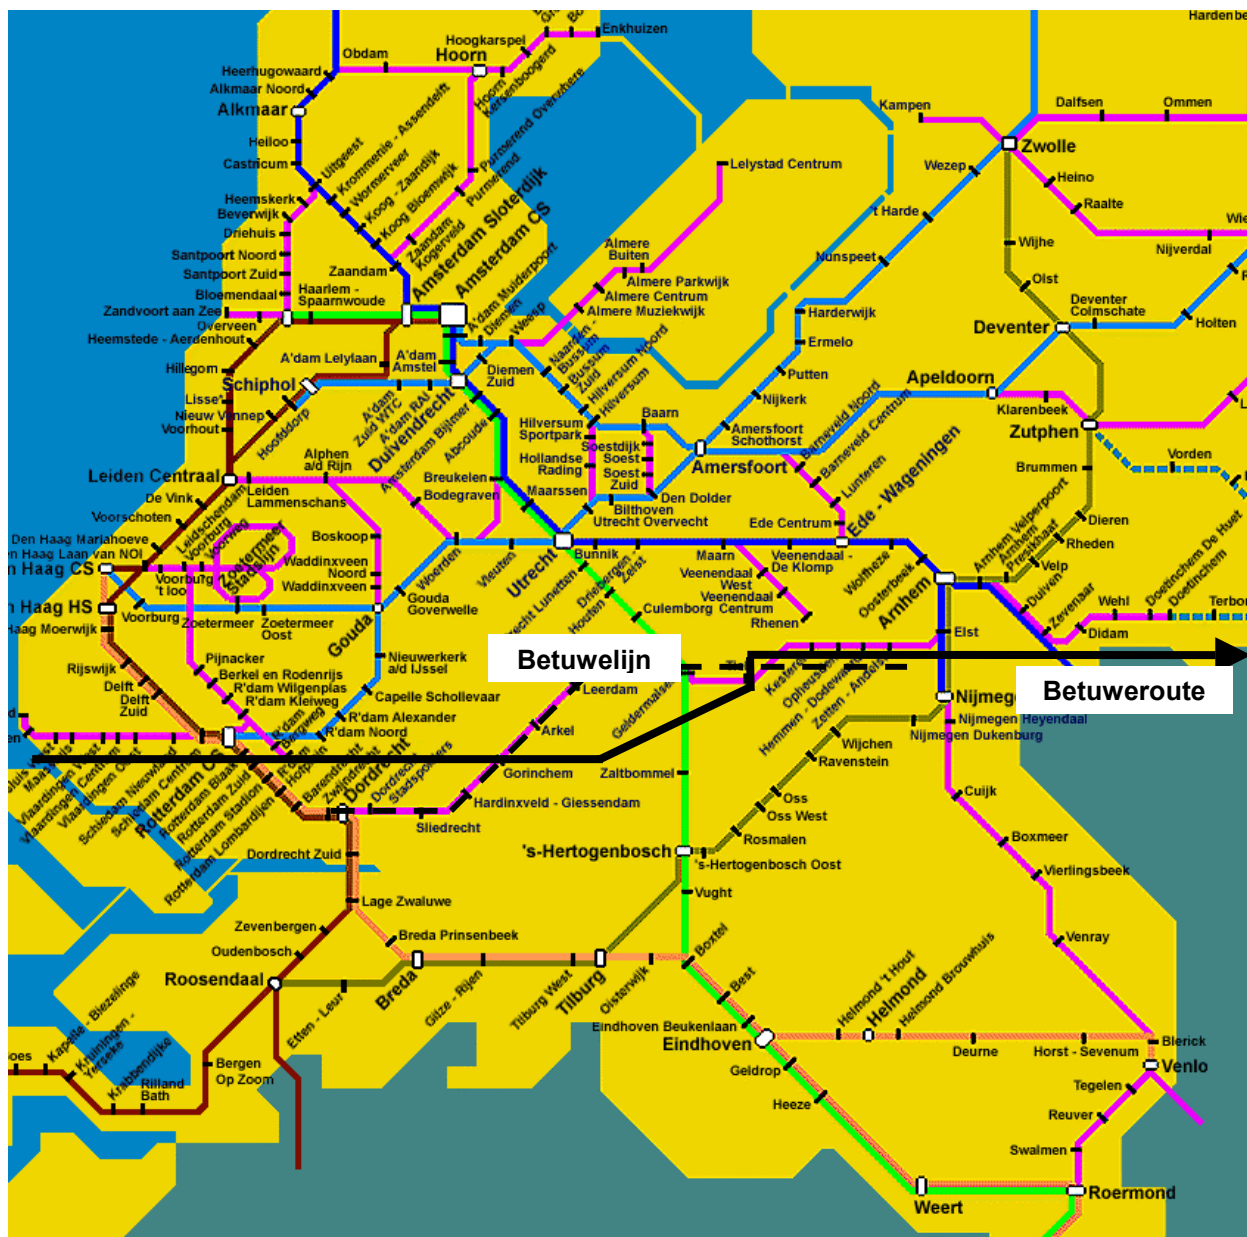 Hardenbe
Enkhuizen
Hoogkarspel
Hoorn
Obdam
Hoorn
Kersenboogerd
Heerhugowaard
Alkmaar Noord
Alkmaar
Kampen
Dalfsen
Ommen
Heiloo
Castricum
Uitgeest
Krommenie - Assendelft
Wormerveer
Koog - Zaandijk
Koog Bloemwijk
Purmerend Overwhere
Purmerend
Zwolle
Wezep
Lelystad Centrum
Heino
Raalte
Wie
Nijverdal
Heemskerk
Beverwijk
Driehuis
Santpoort Noord
Santpoort Zuid
Bloemendaal
Zandvoort aan Zee
Overveen
Haarlem -
Spaarnwoude
Zaandam
Zaandam
Kogerveld
Amsterdam Sloterdijk
Amsterdam CS
A'dam Muiderpoort
Diemen
Weesp
Almere
Buiten
Almere Parkwijk
Almere Centrum
Almere Muziekwijk
't Harde
Nunspeet
Wijhe
Olst
Deventer
Colmschate
Deventer
Holten
Harderwijk
Ermelo
Putten
Nijkerk
Heemstede - Aerdenhout
Hillegom
Lisse*
Nieuw Vennep
Voorhout
Schiphol
Hoofddorp
A'dam Lelylaan
A'dam
Amstel
A'dam
Zuid WTC
A'dam RAI
Duivendrecht
Diemen
Zuid
Amsterdam Bijlmer
Abcoude
Naarden -
Bussum
Bussum
Zuid
Hilversum Noord
Hilversum
Hilversum
Sportpark
Hollandse
Rading
Baarn
Soestdijk
Soest
Soest
Zuid
Amersfoort
Schothorst
Amersfoort
Apeldoorn
Klarenbeek
Zutphen
Vorden
Barneveld Noord
Barneveld Centrum
Lunteren
Ede Centrum
Ede - Wageningen
Brummen
Dieren
Rheden
Velp
Leiden Centraal
Leiden
Lammenschans
Alphen
a/d Rijn
Bodegraven
Breukelen
Maarssen
Den Dolder
Bilthoven
Utrecht Overvecht
De Vink
Voorschoten
Den Haag Mariahoeve
en Haag Laan van NOI
n Haag CS
n Haag HS
Haag Moerwijk
Leidschendam
Voorburg
Voorweg
Voorburg
't loo
Zoetermeer
Stadslijn
Boskoop
Waddinxveen
Noord
Waddinxveen
Woerden
Vleuten
Utrecht
Bunnik
Driebergen -
Zeist
Maarn
Veenendaal
West
Veenendaal
Rhenen
Veenendaal -
De Klomp
Wolfheze
Oosterbeek
Arnhem
Arnhem Velperpoort
Arnhem
Presikhaaf
Duiven
Zevenaar
Didam
Wehl
Doetinchem De Huet
Doetinchem
Terbor
Voorburg
Zoetermeer
Zoetermeer
Oost
Gouda
Gouda
Goverwelle
recht Lunetten
Houten
Culemborg Centrum
Elst
Rijswijk
Delft
Delft
Zuid
Pijnacker
Berkel en Rodenrijs
R'dam Wilgenplas
R'dam Kleiweg
R'dam
Bergweg
R'dam
Hofplein
Nieuwerkerk
a/d IJssel
Capelle Schollevaar
R'dam Alexander
R'dam Noord
Betuwelijn
Leerdam
Arkel
Gorinchem
Geldermalsen
Tiel
Kesteren
Opheusden
Hemmen - Dodewaard
Zetten - Andelst
Betuweroute
Nijmegen
Nijmegen Heyendaal
Nijmegen Dukenburg
Wijchen
Ravenstein
Oss
Oss West
Rosmalen
's-Hertogenbosch Oost
's-Hertogenbosch
Zaltbommel
Vught
Maassluis West
Vlaardingen West
Vlaardingen Centrum
Vlaardingen Oost
Schiedam Nieuwland
Schiedam Centrum
Rotterdam CS
Rotterdam Blaak
Rotterdam Zuid
Rotterdam Stadion
Rotterdam Lombardijen
Barendrecht
Zwijndrecht
Dordrecht
Dordrecht
Stadspolders
Sliedrecht
Hardinxveld - Giessendam
Dordrecht Zuid
Lage Zwaluwe
Zevenbergen
Oudenbosch
Roosendaal
Breda Prinsenbeek
Breda
Etten - Leur
Gilze - Rijen
Tilburg West
Tilburg
Oisterwijk
Boxtel
Best
Eindhoven Beukenlaan
Eindhoven
Geldrop
Heeze
Helmond 't Hout
Helmond
Helmond Brouwhuis
Deurne
Horst - Sevenum
Cuijk
Boxmeer
Vierlingsbeek
Venray
Blerick
Venlo
Tegelen
Reuver
Swalmen
Roermond
Weert
oes
Kapelle - Biezelinge
Kruiningen -
Yerseke
Krabbendijke
Rilland
Bath
Bergen
Op Zoom